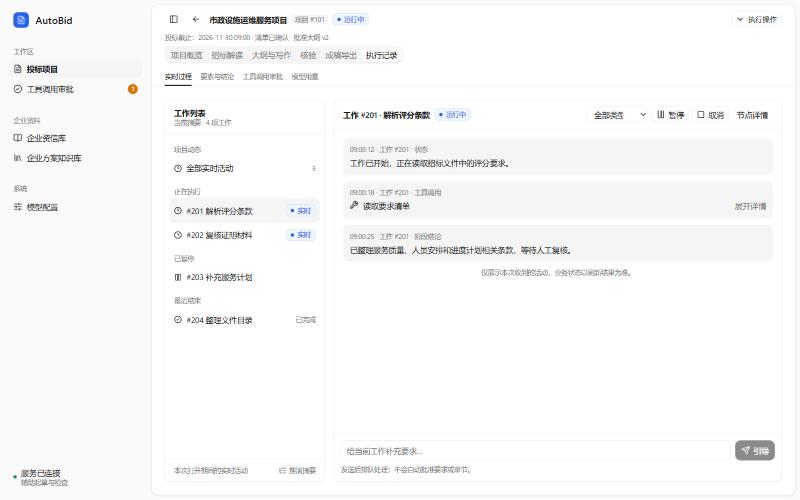 AutoBid
工作区
投标项目
工具调用审批 1
企业资料
企业资信库
企业方案知识库
系统
模型配置
服务已连接
辅助起草与检查
市政设施运维服务项目 项目 #101 运行中
执行操作
投标截止：2026-11-30 09:00 · 清单已确认 · 批准大纲 v2
项目概览 招标解读 大纲与写作 核验 成稿导出 执行记录
实时过程 要素与结论 工具调用审批 模型用量
工作列表
当前摘要 · 4 项工作
项目动态
全部实时活动 3
正在执行
#201 解析评分条款 实时
#202 复核证明材料 实时
已暂停
#203 补充服务计划
最近结束
#204 整理文件目录 已完成
本次打开期间的实时活动
推演摘要
工作 #201 · 解析评分条款 运行中
全部类型 暂停 取消 节点详情
09:00:12 · 工作 #201 · 状态
工作已开始，正在读取招标文件中的评分要求。
09:00:18 · 工作 #201 · 工具调用
读取要求清单 展开详情
09:00:25 · 工作 #201 · 阶段结论
已整理服务质量、人员安排和进度计划相关条款，等待人工复核。
仅展示本次收到的活动，业务状态以刷新结果为准。
给当前工作补充要求…
引导
发送后排队处理；不会自动批准要求或章节。